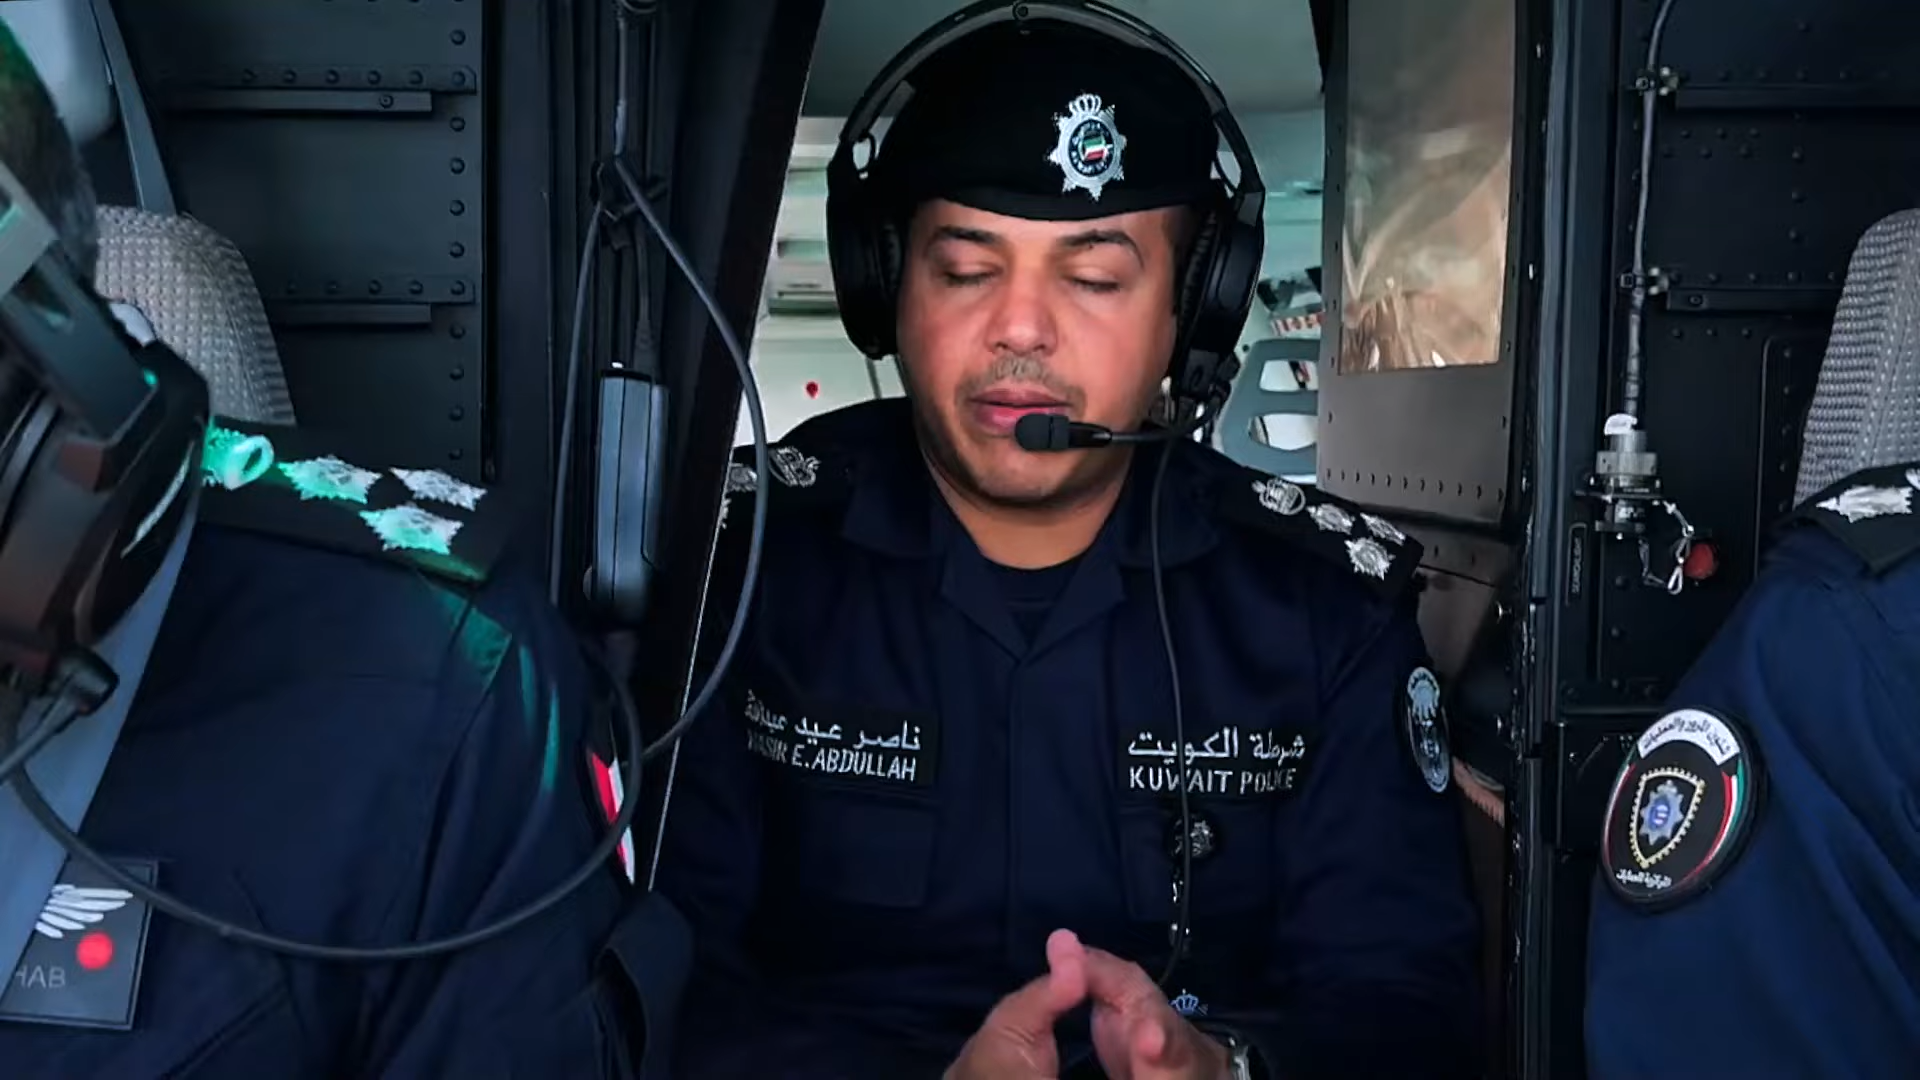 ناصر عيد عبدالله
NASIR E.ABDULLAH
شرطة الكويت
KUWAIT POLICE
HAB